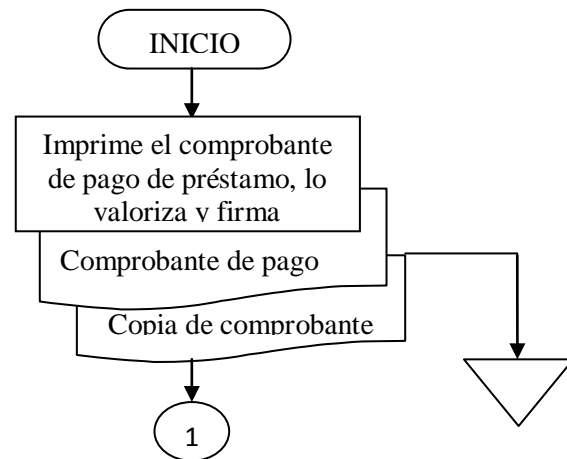 INICIO
Imprime el comprobante
de pago de préstamo, lo
valoriza y firma
Comprobante de pago
Copia de comprobante
1